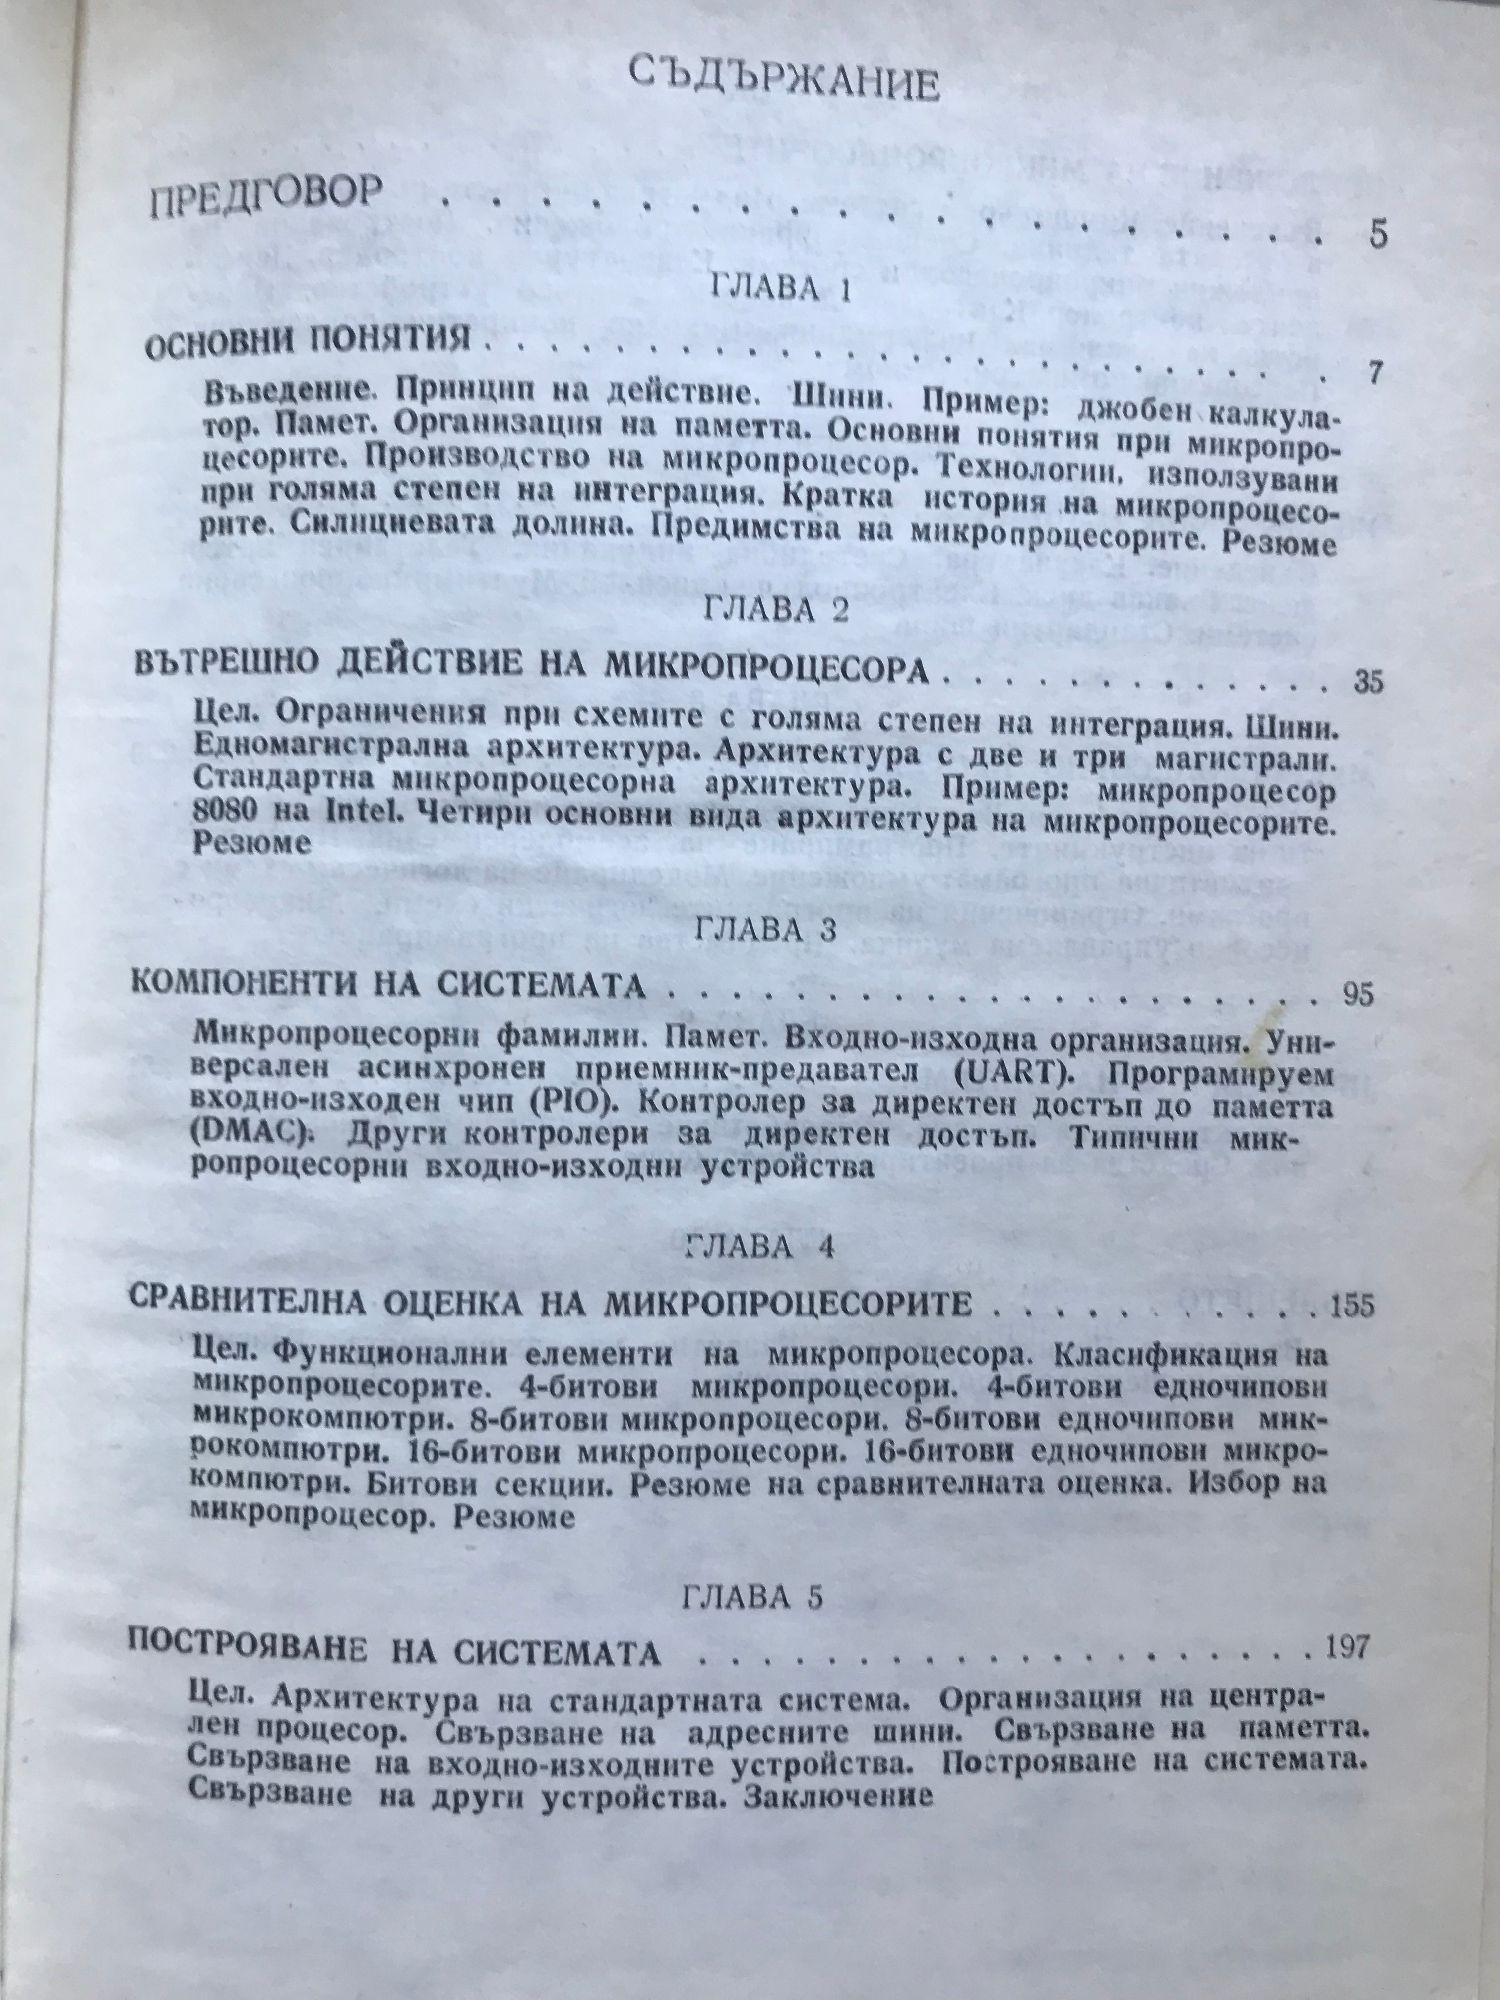 СЪДЪРЖАНИЕ
ПРЕДГОВОР . . . . . . . . . . . . . . . . . . 5
ГЛАВА 1
ОСНОВНИ ПОНЯТИЯ . . . . . . . . . . . . . . . . . . 7
Въведение. Принцип на действие. Шини. Пример: джобен калкула-
тор. Памет. Организация на паметта. Основни понятия при микропро-
цесорите. Производство на микропроцесор. Технологии, използувани
при голяма степен на интеграция. Кратка история на микропроцесо-
рите. Силициевата долина. Предимства на микропроцесорите. Резюме
ГЛАВА 2
ВЪТРЕШНО ДЕЙСТВИЕ НА МИКРОПРОЦЕСОРА . . . . . . . . . . . . . 35
Цел. Ограничения при схемите с голяма степен на интеграция. Шини.
Едномагистрална архитектура. Архитектура с две и три магистрали.
Стандартна микропроцесорна архитектура. Пример: микропроцесор
8080 на Intel. Четири основни вида архитектура на микропроцесорите.
Резюме
ГЛАВА 3
КОМПОНЕНТИ НА СИСТЕМАТА . . . . . . . . . . . . . . . . . . . . 95
Микропроцесорни фамилии. Памет. Входно-изходна организация. Уни-
версален асинхронен приемник-предавател (UART). Програмируем
входно-изходен чип (PIO). Контролер за директен достъп до паметта
(DMAC). Други контролери за директен достъп. Типични мик-
ропроцесорни входно-изходни устройства
ГЛАВА 4
СРАВНИТЕЛНА ОЦЕНКА НА МИКРОПРОЦЕСОРИТЕ . . . . . . . . . . . 155
Цел. Функционални елементи на микропроцесора. Класификация на
микропроцесорите. 4-битови микропроцесори. 4-битови едночипови
микрокомпютри. 8-битови микропроцесори. 8-битови едночипови мик-
рокомпютри. 16-битови микропроцесори. 16-битови едночипови микро-
компютри. Битови секции. Резюме на сравнителната оценка. Избор на
микропроцесор. Резюме
ГЛАВА 5
ПОСТРОЯВАНЕ НА СИСТЕМАТА . . . . . . . . . . . . . . . . . . . 197
Цел. Архитектура на стандартната система. Организация на центра-
лен процесор. Свързване на адресните шини. Свързване на паметта.
Свързване на входно-изходните устройства. Построяване на системата.
Свързване на други устройства. Заключение